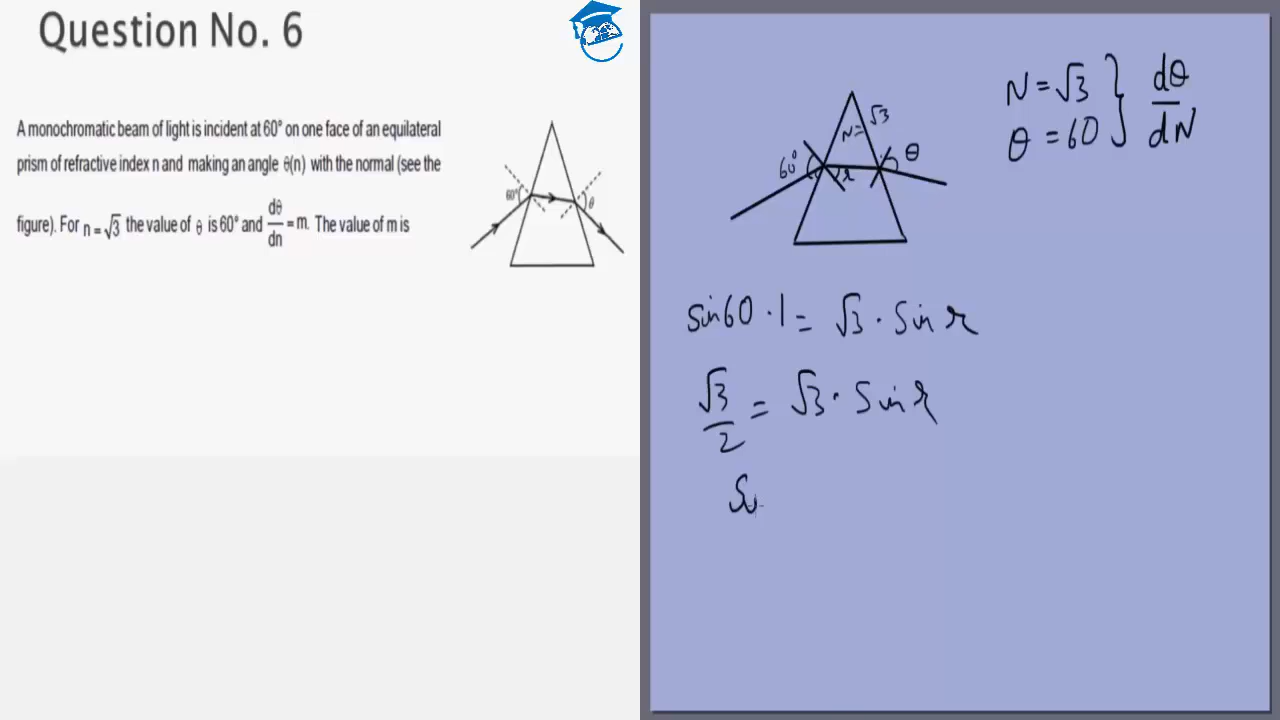 Question No. 6
A monochromatic beam of light is incident at 60° on one face of an equilateral
prism of refractive index n and making an angle θ(n) with the normal (see the
figure). For n = √3 the value of θ is 60° and dθ/dn = m. The value of m is
60°
θ
N = √3
60°
r
θ
N = √3
θ = 60
dθ/dN
sin60 · 1 = √3 · Sin r
√3/2 = √3 · Sin r